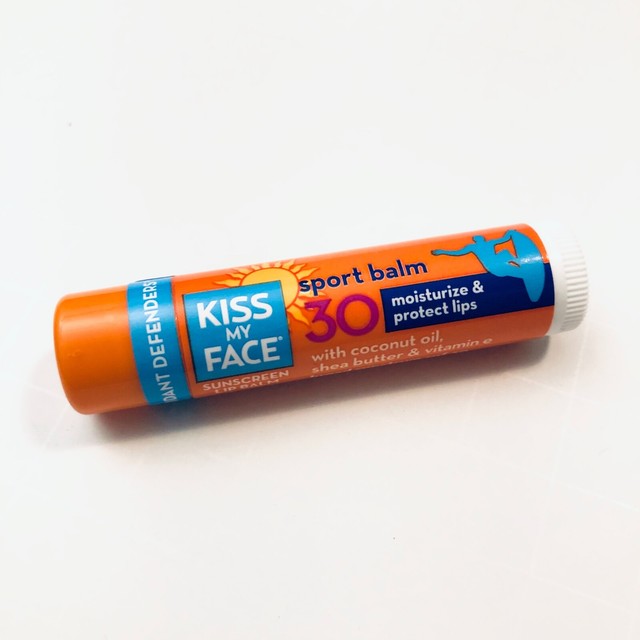 DANT DEFENDERS
KISS
MY
FACE®
SUNSCREEN
LIP BALM
sport balm
30
moisturize &
protect lips
with coconut oil,
shea butter & vitamin e